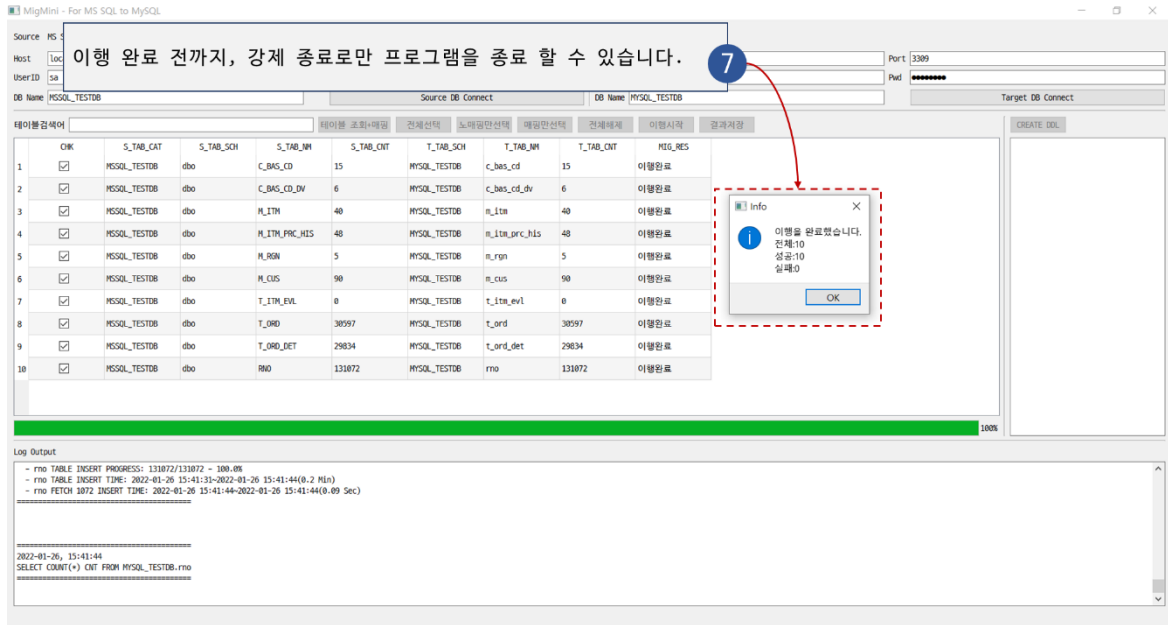 MigMini - For MS SQL to MySQL
Source MS S
이행 완료 전까지, 강제 종료로만 프로그램을 종료 할 수 있습니다. 7
Host loc Port 3309
UserID sa Pwd ●●●●●●●●
DB Name MSSQL_TESTDB Source DB Connect DB Name MYSQL_TESTDB Target DB Connect
테이블검색어 테이블 조회+매핑 전체선택 노매핑만선택 매핑만선택 전체해제 이행시작 결과저장 CREATE DDL
CHK S_TAB_CAT S_TAB_SCH S_TAB_NM S_TAB_CNT T_TAB_SCH T_TAB_NM T_TAB_CNT MIG_RES
1 MSSQL_TESTDB dbo C_BAS_CD 15 MYSQL_TESTDB c_bas_cd 15 이행완료
2 MSSQL_TESTDB dbo C_BAS_CD_DV 6 MYSQL_TESTDB c_bas_cd_dv 6 이행완료
3 MSSQL_TESTDB dbo M_ITM 40 MYSQL_TESTDB m_itm 40 이행완료
4 MSSQL_TESTDB dbo M_ITM_PRC_HIS 48 MYSQL_TESTDB m_itm_prc_his 48 이행완료
5 MSSQL_TESTDB dbo M_RGN 5 MYSQL_TESTDB m_rgn 5 이행완료
6 MSSQL_TESTDB dbo M_CUS 90 MYSQL_TESTDB m_cus 90 이행완료
7 MSSQL_TESTDB dbo T_ITM_EVL 0 MYSQL_TESTDB t_itm_evl 0 이행완료
8 MSSQL_TESTDB dbo T_ORD 30597 MYSQL_TESTDB t_ord 30597 이행완료
9 MSSQL_TESTDB dbo T_ORD_DET 29834 MYSQL_TESTDB t_ord_det 29834 이행완료
10 MSSQL_TESTDB dbo RNO 131072 MYSQL_TESTDB rno 131072 이행완료
Info
이행을 완료했습니다.
전체:10
성공:10
실패:0
OK
100%
Log Output
- rno TABLE INSERT PROGRESS: 131072/131072 - 100.0%
- rno TABLE INSERT TIME: 2022-01-26 15:41:31~2022-01-26 15:41:44(0.2 Min)
- rno FETCH 1072 INSERT TIME: 2022-01-26 15:41:44~2022-01-26 15:41:44(0.09 Sec)
=========================================
=========================================
2022-01-26, 15:41:44
SELECT COUNT(*) CNT FROM MYSQL_TESTDB.rno
=========================================